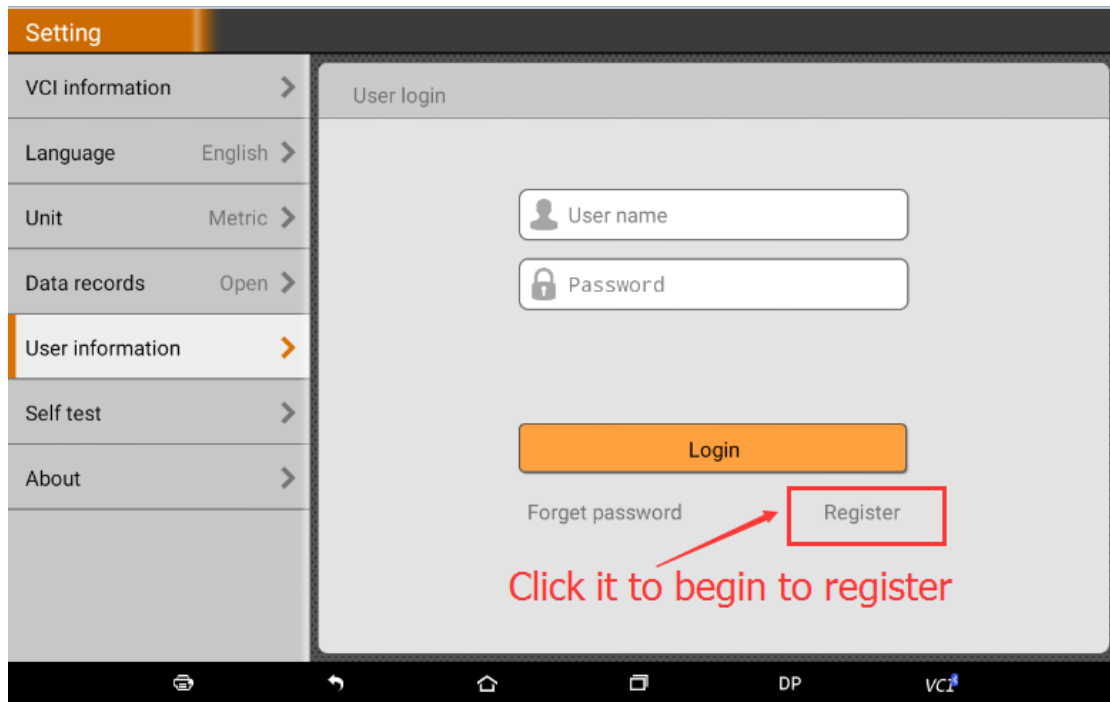 Setting
VCI information
Language English
Unit Metric
Data records Open
User information
Self test
About
User login
User name
Password
Login
Forget password Register
Click it to begin to register
DP VCI